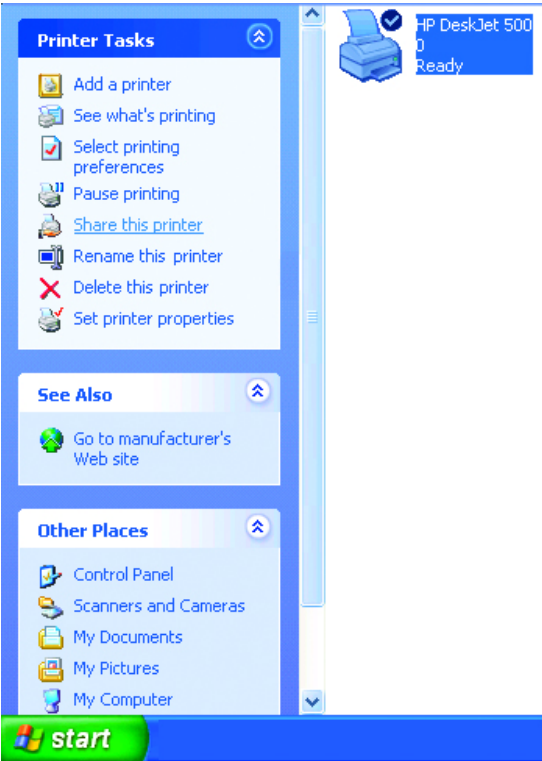 Printer Tasks
Add a printer
See what's printing
Select printing
preferences
Pause printing
Share this printer
Rename this printer
Delete this printer
Set printer properties
See Also
Go to manufacturer's
Web site
Other Places
Control Panel
Scanners and Cameras
My Documents
My Pictures
My Computer
HP DeskJet 500
0
Ready
start